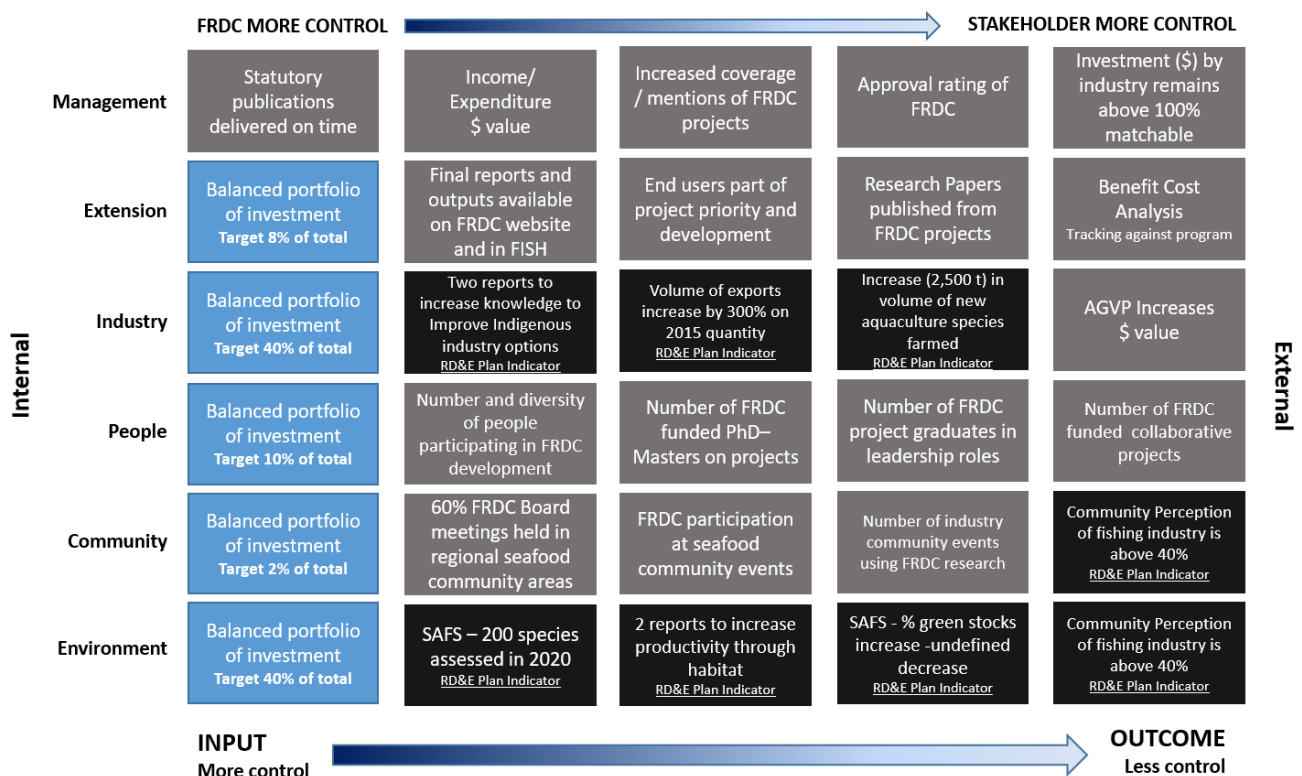 FRDC MORE CONTROL
STAKEHOLDER MORE CONTROL
Management
Statutory
publications
delivered on time
Income/
Expenditure
$ value
Increased coverage
/ mentions of FRDC
projects
Approval rating of
FRDC
Investment ($) by
industry remains
above 100%
matchable
Extension
Balanced portfolio
of investment
Target 8% of total
Final reports and
outputs available
on FRDC website
and in FISH
End users part of
project priority and
development
Research Papers
published from
FRDC projects
Benefit Cost
Analysis
Tracking against program
Internal
Industry
Balanced portfolio
of investment
Target 40% of total
Two reports to
increase knowledge to
Improve Indigenous
industry options
RD&E Plan Indicator
Volume of exports
increase by 300% on
2015 quantity
RD&E Plan Indicator
Increase (2,500 t) in
volume of new
aquaculture species
farmed
RD&E Plan Indicator
AGVP Increases
$ value
External
People
Balanced portfolio
of investment
Target 10% of total
Number and diversity
of people
participating in FRDC
development
Number of FRDC
funded PhD–
Masters on projects
Number of FRDC
project graduates in
leadership roles
Number of FRDC
funded collaborative
projects
Community
Balanced portfolio
of investment
Target 2% of total
60% FRDC Board
meetings held in
regional seafood
community areas
FRDC participation
at seafood
community events
Number of industry
community events
using FRDC research
Community Perception
of fishing industry is
above 40%
RD&E Plan Indicator
Environment
Balanced portfolio
of investment
Target 40% of total
SAFS – 200 species
assessed in 2020
RD&E Plan Indicator
2 reports to increase
productivity through
habitat
RD&E Plan Indicator
SAFS - % green stocks
increase -undefined
decrease
RD&E Plan Indicator
Community Perception
of fishing industry is
above 40%
RD&E Plan Indicator
INPUT
More control
OUTCOME
Less control